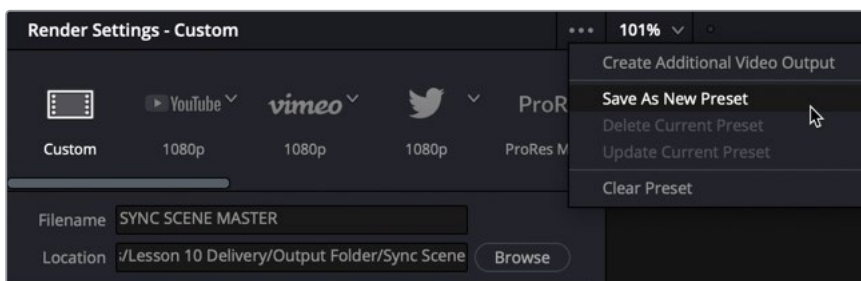 Render Settings - Custom
101%
Create Additional Video Output
Save As New Preset
Delete Current Preset
Update Current Preset
Clear Preset
YouTube
vimeo
ProR
Custom
1080p
1080p
1080p
ProRes M
Filename SYNC SCENE MASTER
Location :/Lesson 10 Delivery/Output Folder/Sync Scene Browse